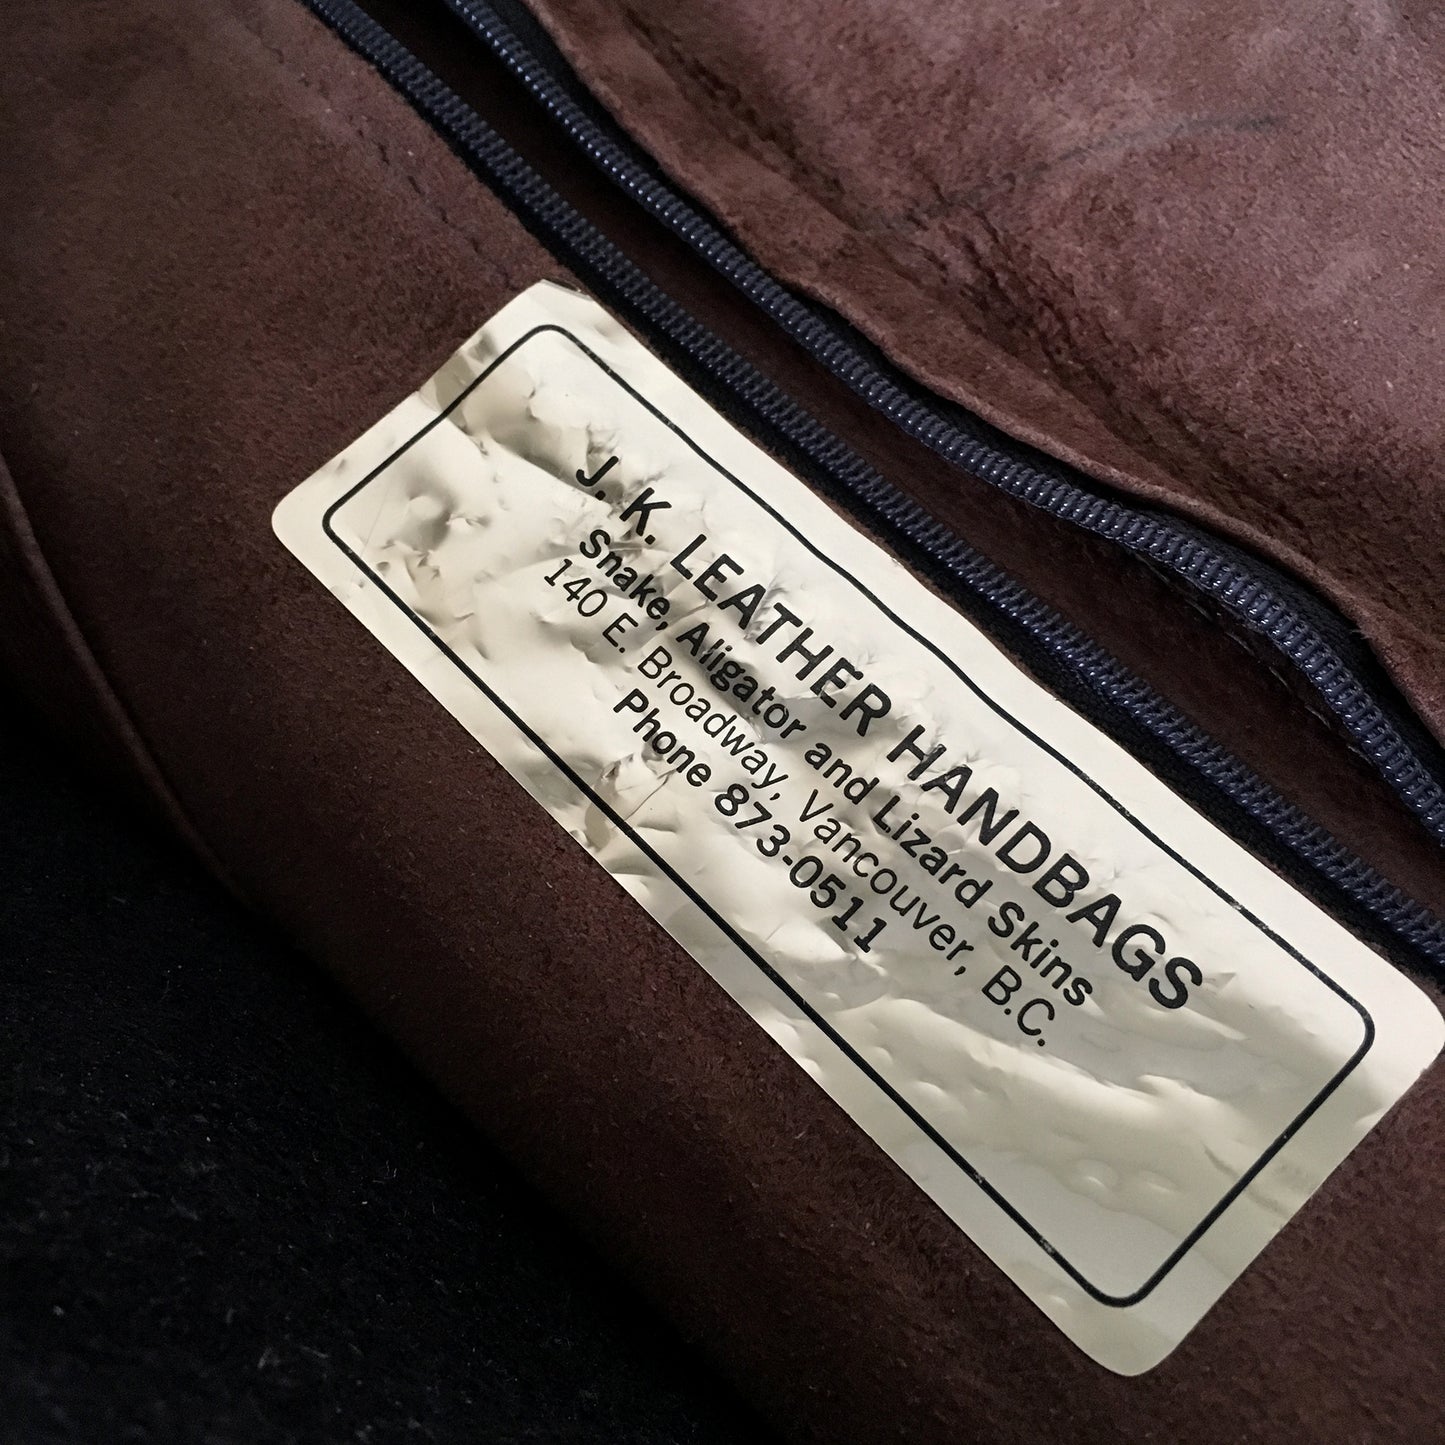 J. K. LEATHER HANDBAGS
Snake, Aligator and Lizard Skins
140 E. Broadway, Vancouver, B.C.
Phone 873-0511